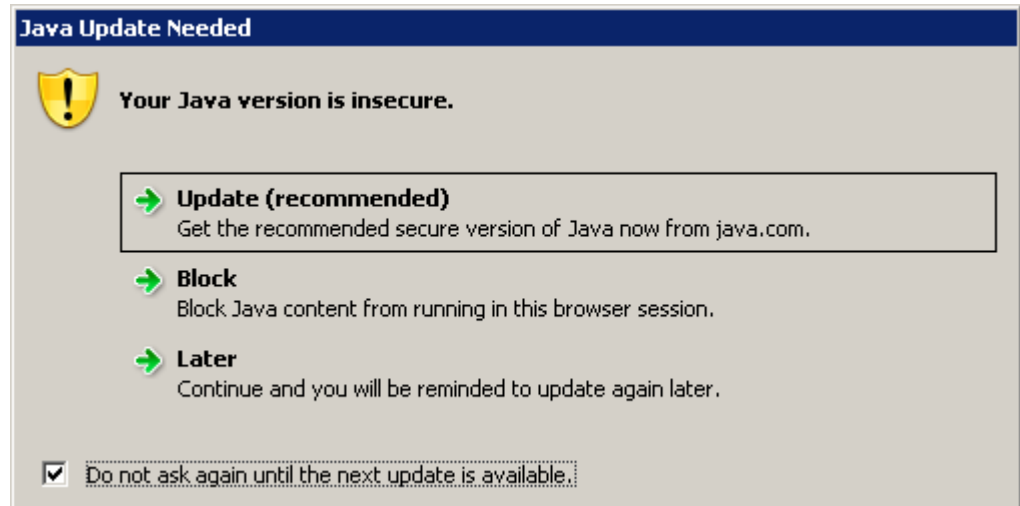 Java Update Needed
Your Java version is insecure.
Update (recommended)
Get the recommended secure version of Java now from java.com.
Block
Block Java content from running in this browser session.
Later
Continue and you will be reminded to update again later.
Do not ask again until the next update is available.